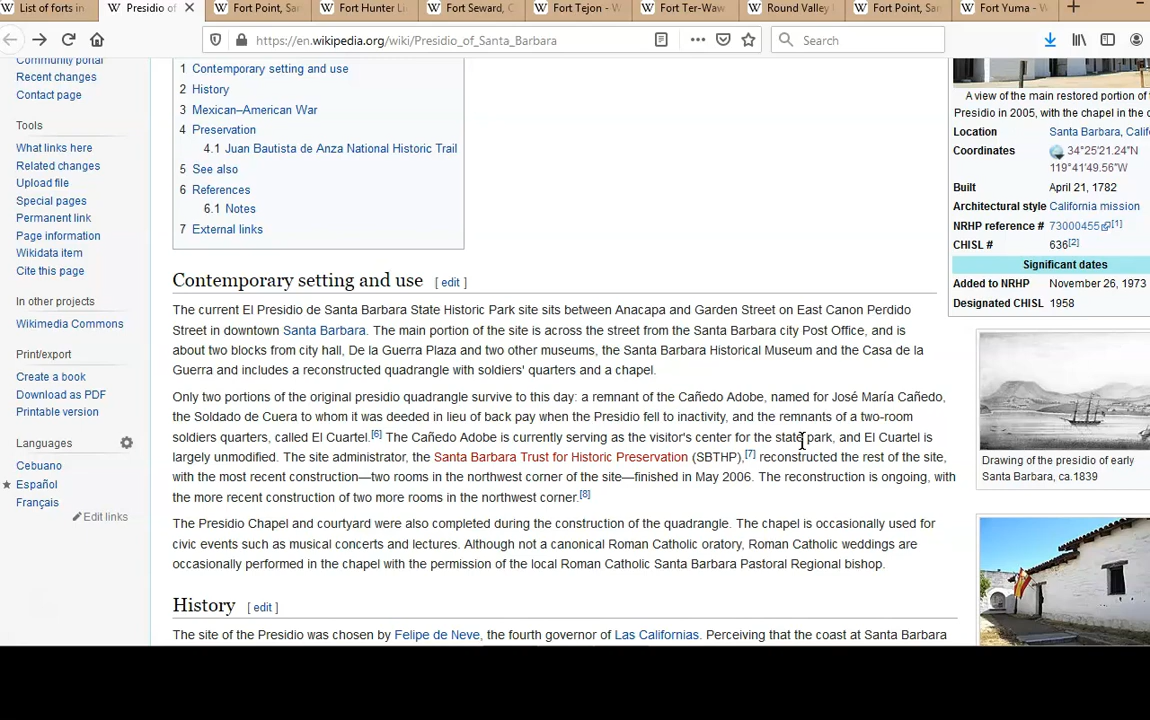 List of forts in
Presidio of
Fort Point, Sa
Fort Hunter Li
Fort Seward, C
Fort Tejon - W
Fort Ter-Waw
Round Valley
Fort Point, Sa
Fort Yuma - W
https://en.wikipedia.org/wiki/Presidio_of_Santa_Barbara
Search
Community portal
Recent changes
Contact page
Tools
What links here
Related changes
Upload file
Special pages
Permanent link
Page information
Wikidata item
Cite this page
In other projects
Wikimedia Commons
Print/export
Create a book
Download as PDF
Printable version
Languages
Cebuano
Español
Français
Edit links
1 Contemporary setting and use
2 History
3 Mexican–American War
4 Preservation
4.1 Juan Bautista de Anza National Historic Trail
5 See also
6 References
6.1 Notes
7 External links
Contemporary setting and use [ edit ]
The current El Presidio de Santa Barbara State Historic Park site sits between Anacapa and Garden Street on East Canon Perdido
Street in downtown Santa Barbara. The main portion of the site is across the street from the Santa Barbara city Post Office, and is
about two blocks from city hall, De la Guerra Plaza and two other museums, the Santa Barbara Historical Museum and the Casa de la
Guerra and includes a reconstructed quadrangle with soldiers' quarters and a chapel.
Only two portions of the original presidio quadrangle survive to this day: a remnant of the Cañedo Adobe, named for José María Cañedo,
the Soldado de Cuera to whom it was deeded in lieu of back pay when the Presidio fell to inactivity, and the remnants of a two-room
soldiers quarters, called El Cuartel.[6] The Cañedo Adobe is currently serving as the visitor's center for the state park, and El Cuartel is
largely unmodified. The site administrator, the Santa Barbara Trust for Historic Preservation (SBTHP),[7] reconstructed the rest of the site,
with the most recent construction—two rooms in the northwest corner of the site—finished in May 2006. The reconstruction is ongoing, with
the more recent construction of two more rooms in the northwest corner.[8]
The Presidio Chapel and courtyard were also completed during the construction of the quadrangle. The chapel is occasionally used for
civic events such as musical concerts and lectures. Although not a canonical Roman Catholic oratory, Roman Catholic weddings are
occasionally performed in the chapel with the permission of the local Roman Catholic Santa Barbara Pastoral Regional bishop.
History [ edit ]
The site of the Presidio was chosen by Felipe de Neve, the fourth governor of Las Californias. Perceiving that the coast at Santa Barbara
A view of the main restored portion of t
Presidio in 2005, with the chapel in the c
Location Santa Barbara, Calif
Coordinates 34°25′21.24″N
119°41′49.56″W
Built April 21, 1782
Architectural style California mission
NRHP reference # 73000455[1]
CHISL # 636[2]
Significant dates
Added to NRHP November 26, 1973
Designated CHISL 1958
Drawing of the presidio of early
Santa Barbara, ca.1839